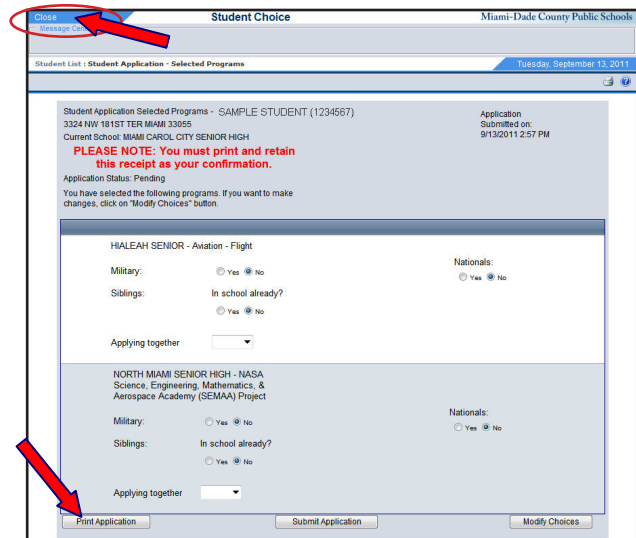 Close
Student Choice
Miami-Dade County Public Schools
Message Cen
Student List : Student Application - Selected Programs
Tuesday, September 13, 2011
Student Application Selected Programs - SAMPLE STUDENT (1234567)
Application
Submitted on:
9/13/2011 2:57 PM
3324 NW 181ST TER MIAMI 33055
Current School: MIAMI CAROL CITY SENIOR HIGH
PLEASE NOTE: You must print and retain
this receipt as your confirmation.
Application Status: Pending
You have selected the following programs. If you want to make
changes, click on "Modify Choices" button.
HIALEAH SENIOR - Aviation - Flight
Military: Yes No
Nationals:
Yes No
Siblings: In school already?
Yes No
Applying together
NORTH MIAMI SENIOR HIGH - NASA
Science, Engineering, Mathematics, &
Aerospace Academy (SEMAA) Project
Military: Yes No
Nationals:
Yes No
Siblings: In school already?
Yes No
Applying together
Print Application Submit Application Modify Choices